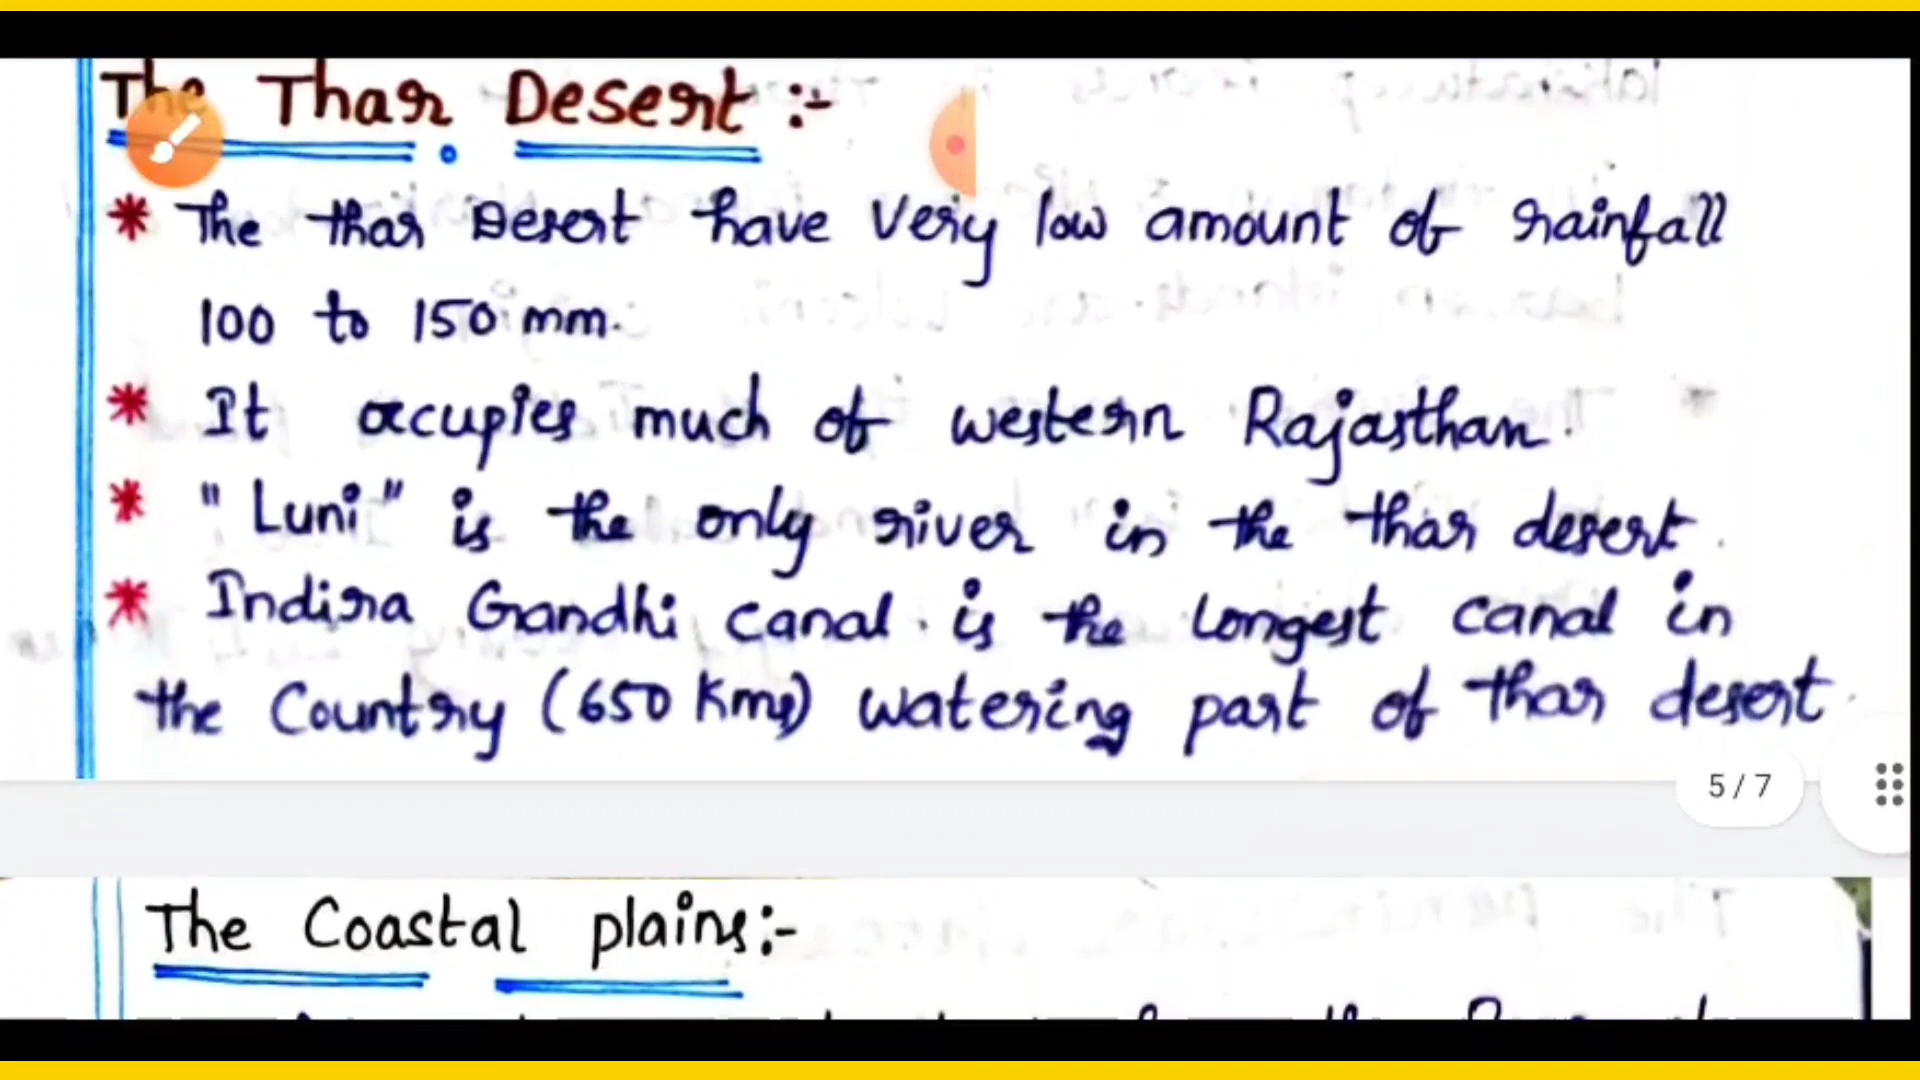 The Thar Desert :-
* The thar Desert have very low amount of rainfall
100 to 150 mm.
* It occupies much of western Rajasthan.
* "Luni" is the only river in the thar desert.
* Indira Gandhi canal is the longest canal in
the Country (650 Kms) watering part of thar desert
5 / 7
The Coastal plains:-